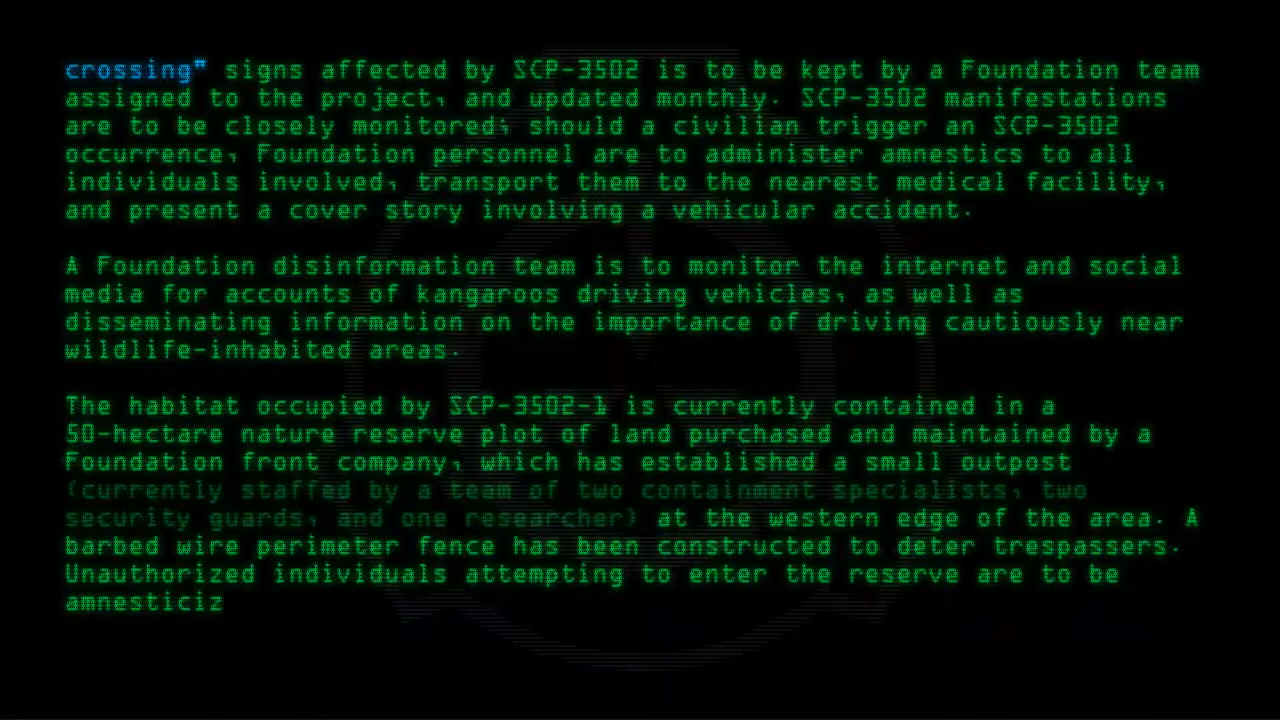 crossing" signs affected by SCP-3502 is to be kept by a Foundation team
assigned to the project, and updated monthly. SCP-3502 manifestations
are to be closely monitored; should a civilian trigger an SCP-3502
occurrence, Foundation personnel are to administer amnestics to all
individuals involved, transport them to the nearest medical facility,
and present a cover story involving a vehicular accident.
A Foundation disinformation team is to monitor the internet and social
media for accounts of kangaroos driving vehicles, as well as
disseminating information on the importance of driving cautiously near
wildlife-inhabited areas.
The habitat occupied by SCP-3502-1 is currently contained in a
50-hectare nature reserve plot of land purchased and maintained by a
Foundation front company, which has established a small outpost
(currently staffed by a team of two containment specialists, two
security guards, and one researcher) at the western edge of the area. A
barbed wire perimeter fence has been constructed to deter trespassers.
Unauthorized individuals attempting to enter the reserve are to be
amnesticiz